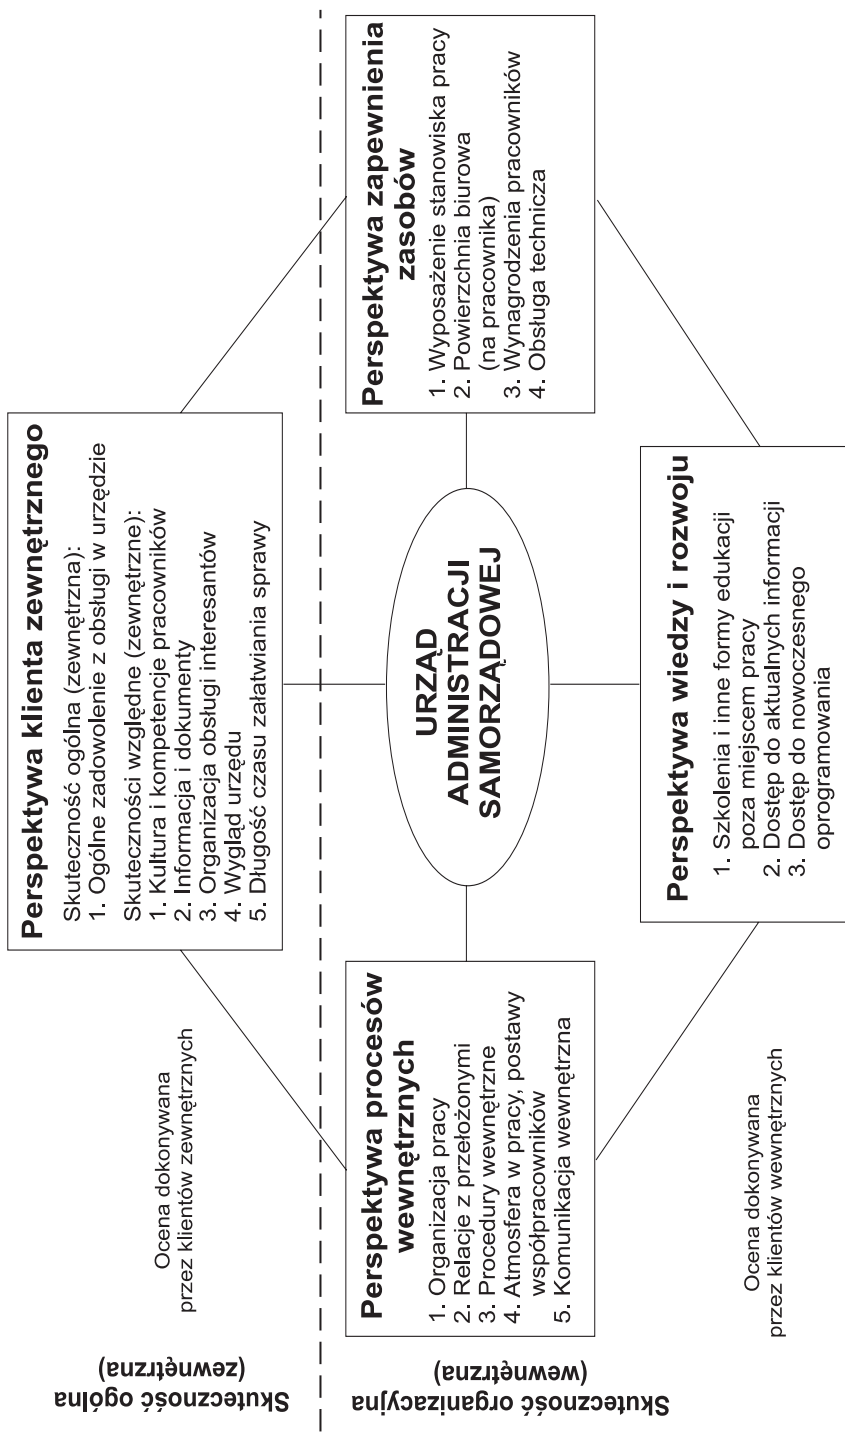 Skuteczność ogólna
(zewnętrzna)
Ocena dokonywana
przez klientów zewnętrznych
Perspektywa klienta zewnętrznego
Skuteczność ogólna (zewnętrzna):
1. Ogólne zadowolenie z obsługi w urzędzie
Skuteczności względne (zewnętrzne):
1. Kultura i kompetencje pracowników
2. Informacja i dokumenty
3. Organizacja obsługi interesantów
4. Wygląd urzędu
5. Długość czasu załatwiania sprawy
Skuteczność organizacyjna
(wewnętrzna)
Perspektywa procesów
wewnętrznych
1. Organizacja pracy
2. Relacje z przełożonymi
3. Procedury wewnętrzne
4. Atmosfera w pracy, postawy
współpracowników
5. Komunikacja wewnętrzna
URZĄD
ADMINISTRACJI
SAMORZĄDOWEJ
Perspektywa zapewnienia
zasobów
1. Wyposażenie stanowiska pracy
2. Powierzchnia biurowa
(na pracownika)
3. Wynagrodzenia pracowników
4. Obsługa technicza
Ocena dokonywana
przez klientów wewnętrznych
Perspektywa wiedzy i rozwoju
1. Szkolenia i inne formy edukacji
poza miejscem pracy
2. Dostęp do aktualnych informacji
3. Dostęp do nowoczesnego
oprogramowania